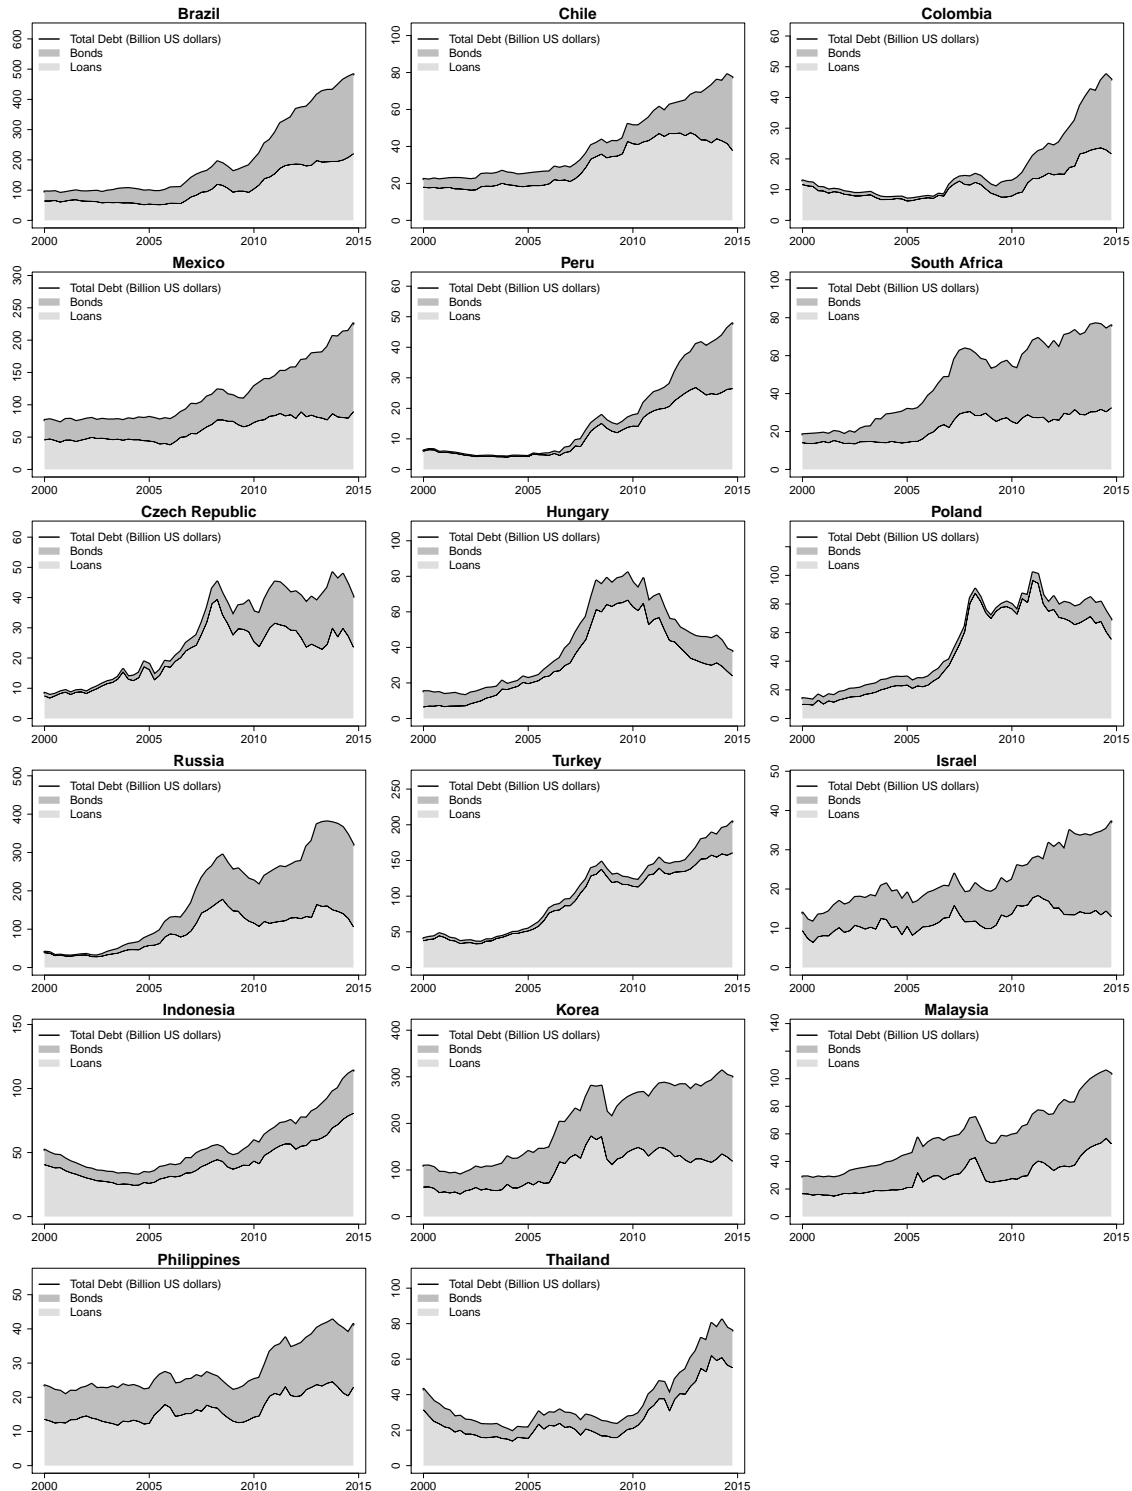 Brazil
Total Debt (Billion US dollars)
Bonds
Loans
0 100 200 300 400 500 600
2000 2005 2010 2015
Chile
Total Debt (Billion US dollars)
Bonds
Loans
0 20 40 60 80 100
2000 2005 2010 2015
Colombia
Total Debt (Billion US dollars)
Bonds
Loans
0 10 20 30 40 50 60
2000 2005 2010 2015
Mexico
Total Debt (Billion US dollars)
Bonds
Loans
0 50 100 150 200 250 300
2000 2005 2010 2015
Peru
Total Debt (Billion US dollars)
Bonds
Loans
0 10 20 30 40 50 60
2000 2005 2010 2015
South Africa
Total Debt (Billion US dollars)
Bonds
Loans
0 20 40 60 80 100
2000 2005 2010 2015
Czech Republic
Total Debt (Billion US dollars)
Bonds
Loans
0 10 20 30 40 50 60
2000 2005 2010 2015
Hungary
Total Debt (Billion US dollars)
Bonds
Loans
0 20 40 60 80 100
2000 2005 2010 2015
Poland
Total Debt (Billion US dollars)
Bonds
Loans
0 20 40 60 80 100
2000 2005 2010 2015
Russia
Total Debt (Billion US dollars)
Bonds
Loans
0 100 200 300 400 500
2000 2005 2010 2015
Turkey
Total Debt (Billion US dollars)
Bonds
Loans
0 50 100 150 200 250
2000 2005 2010 2015
Israel
Total Debt (Billion US dollars)
Bonds
Loans
0 10 20 30 40 50
2000 2005 2010 2015
Indonesia
Total Debt (Billion US dollars)
Bonds
Loans
0 50 100 150
2000 2005 2010 2015
Korea
Total Debt (Billion US dollars)
Bonds
Loans
0 100 200 300 400
2000 2005 2010 2015
Malaysia
Total Debt (Billion US dollars)
Bonds
Loans
0 20 40 60 80 100 140
2000 2005 2010 2015
Philippines
Total Debt (Billion US dollars)
Bonds
Loans
0 10 20 30 40 50
2000 2005 2010 2015
Thailand
Total Debt (Billion US dollars)
Bonds
Loans
0 20 40 60 80 100
2000 2005 2010 2015